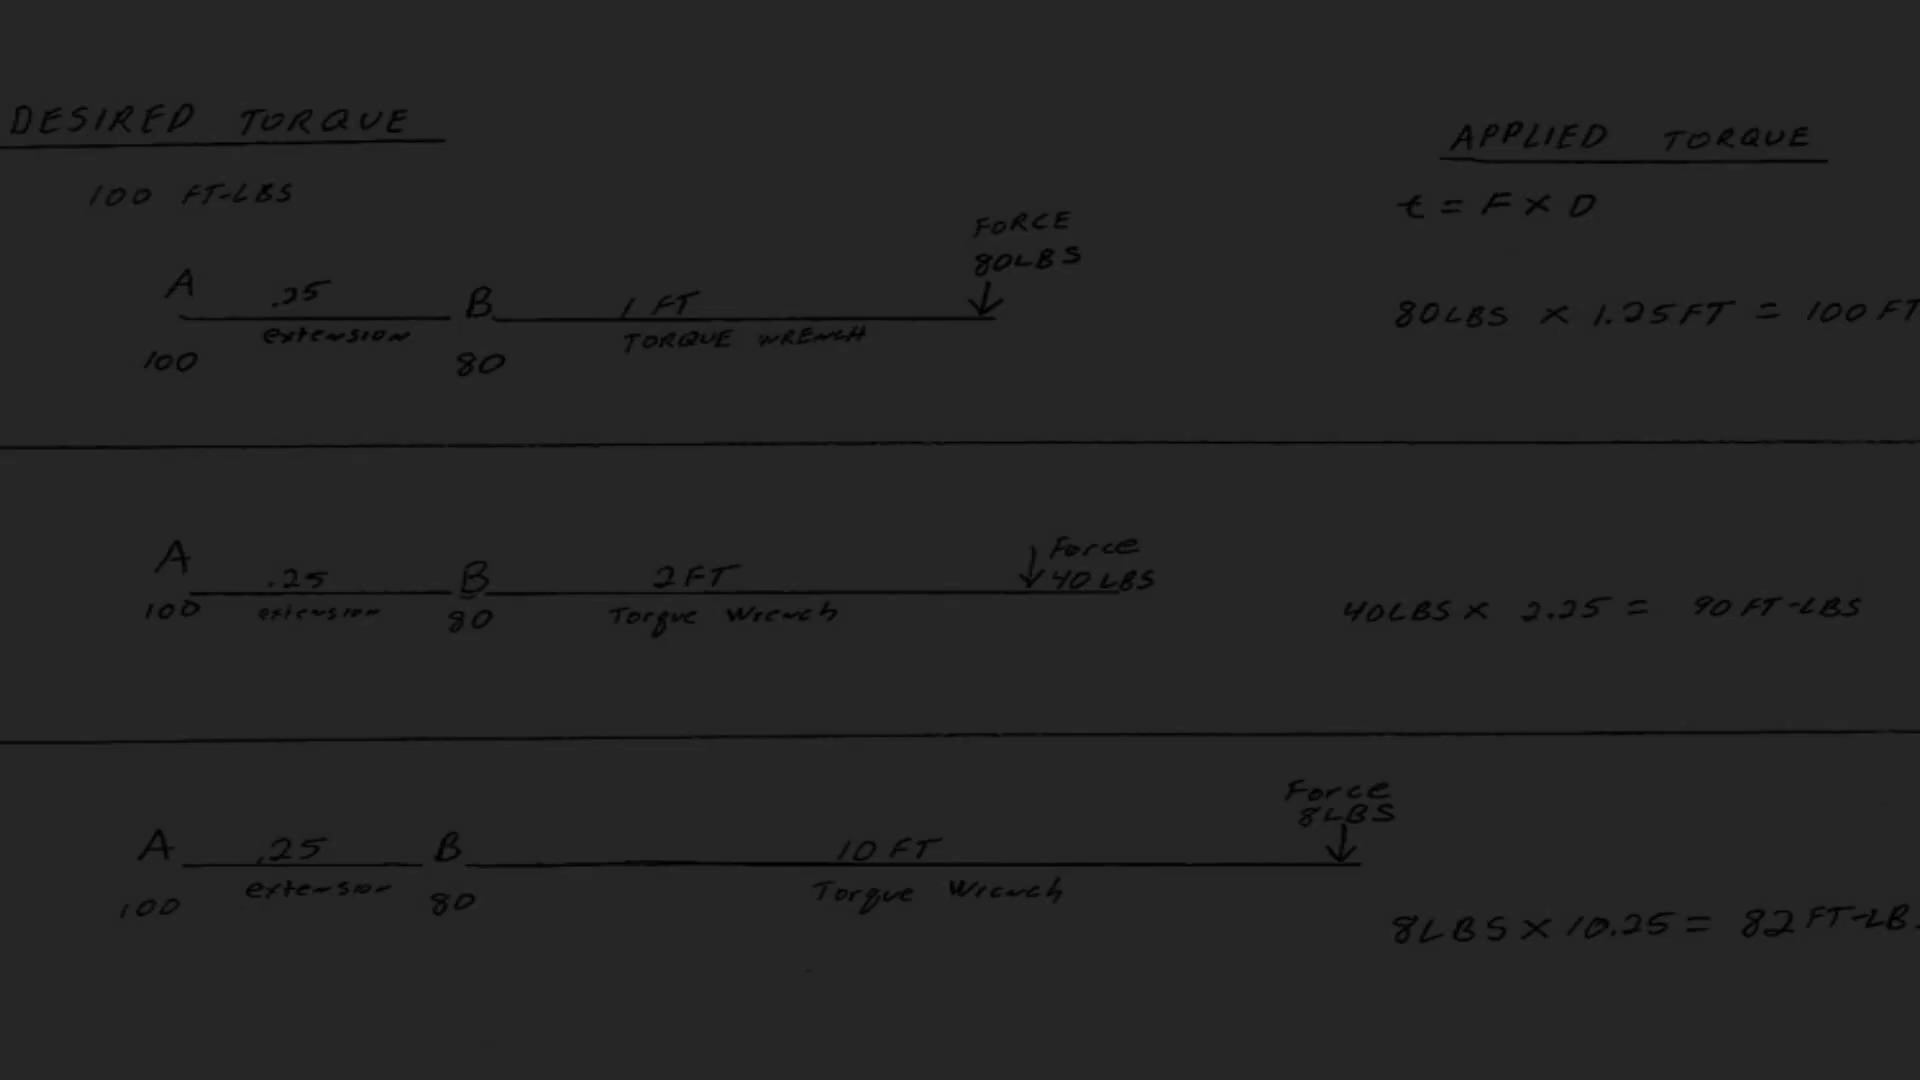 DESIRED TORQUE
100 FT-LBS
APPLIED TORQUE
t = F x D
FORCE
80LBS
A .25 B 1 FT
extension TORQUE WRENCH
100 80
80LBS x 1.25FT = 100 FT
Force
40 LBS
A .25 B 2FT
100 extension 80 Torque Wrench
40LBS x 2.25 = 90 FT-LBS
Force
8LBS
A .25 B 10 FT
100 extension 80 Torque Wrench
8LBS x 10.25 = 82 FT-LB